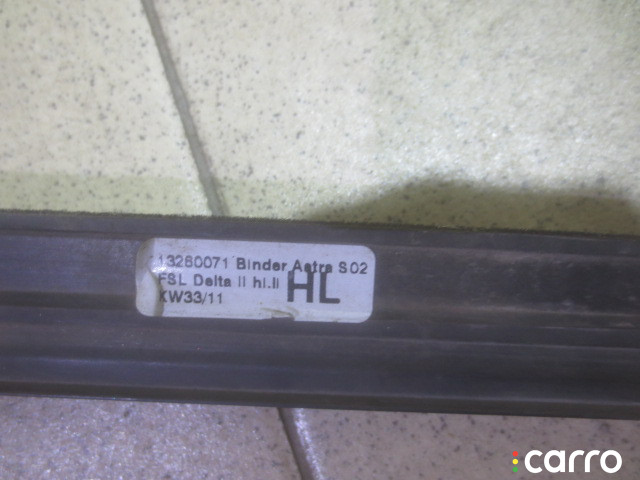 13260071 Binder Astra S02
FSL Delta II hi.li
HL
KW33/11
carro